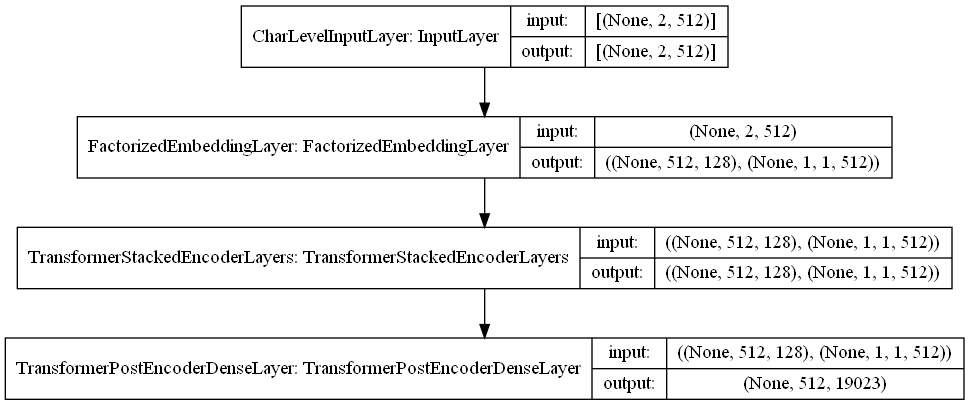 CharLevelInputLayer: InputLayer
input:
[(None, 2, 512)]
output:
[(None, 2, 512)]
FactorizedEmbeddingLayer: FactorizedEmbeddingLayer
input:
(None, 2, 512)
output:
((None, 512, 128), (None, 1, 1, 512))
TransformerStackedEncoderLayers: TransformerStackedEncoderLayers
input:
((None, 512, 128), (None, 1, 1, 512))
output:
((None, 512, 128), (None, 1, 1, 512))
TransformerPostEncoderDenseLayer: TransformerPostEncoderDenseLayer
input:
((None, 512, 128), (None, 1, 1, 512))
output:
(None, 512, 19023)